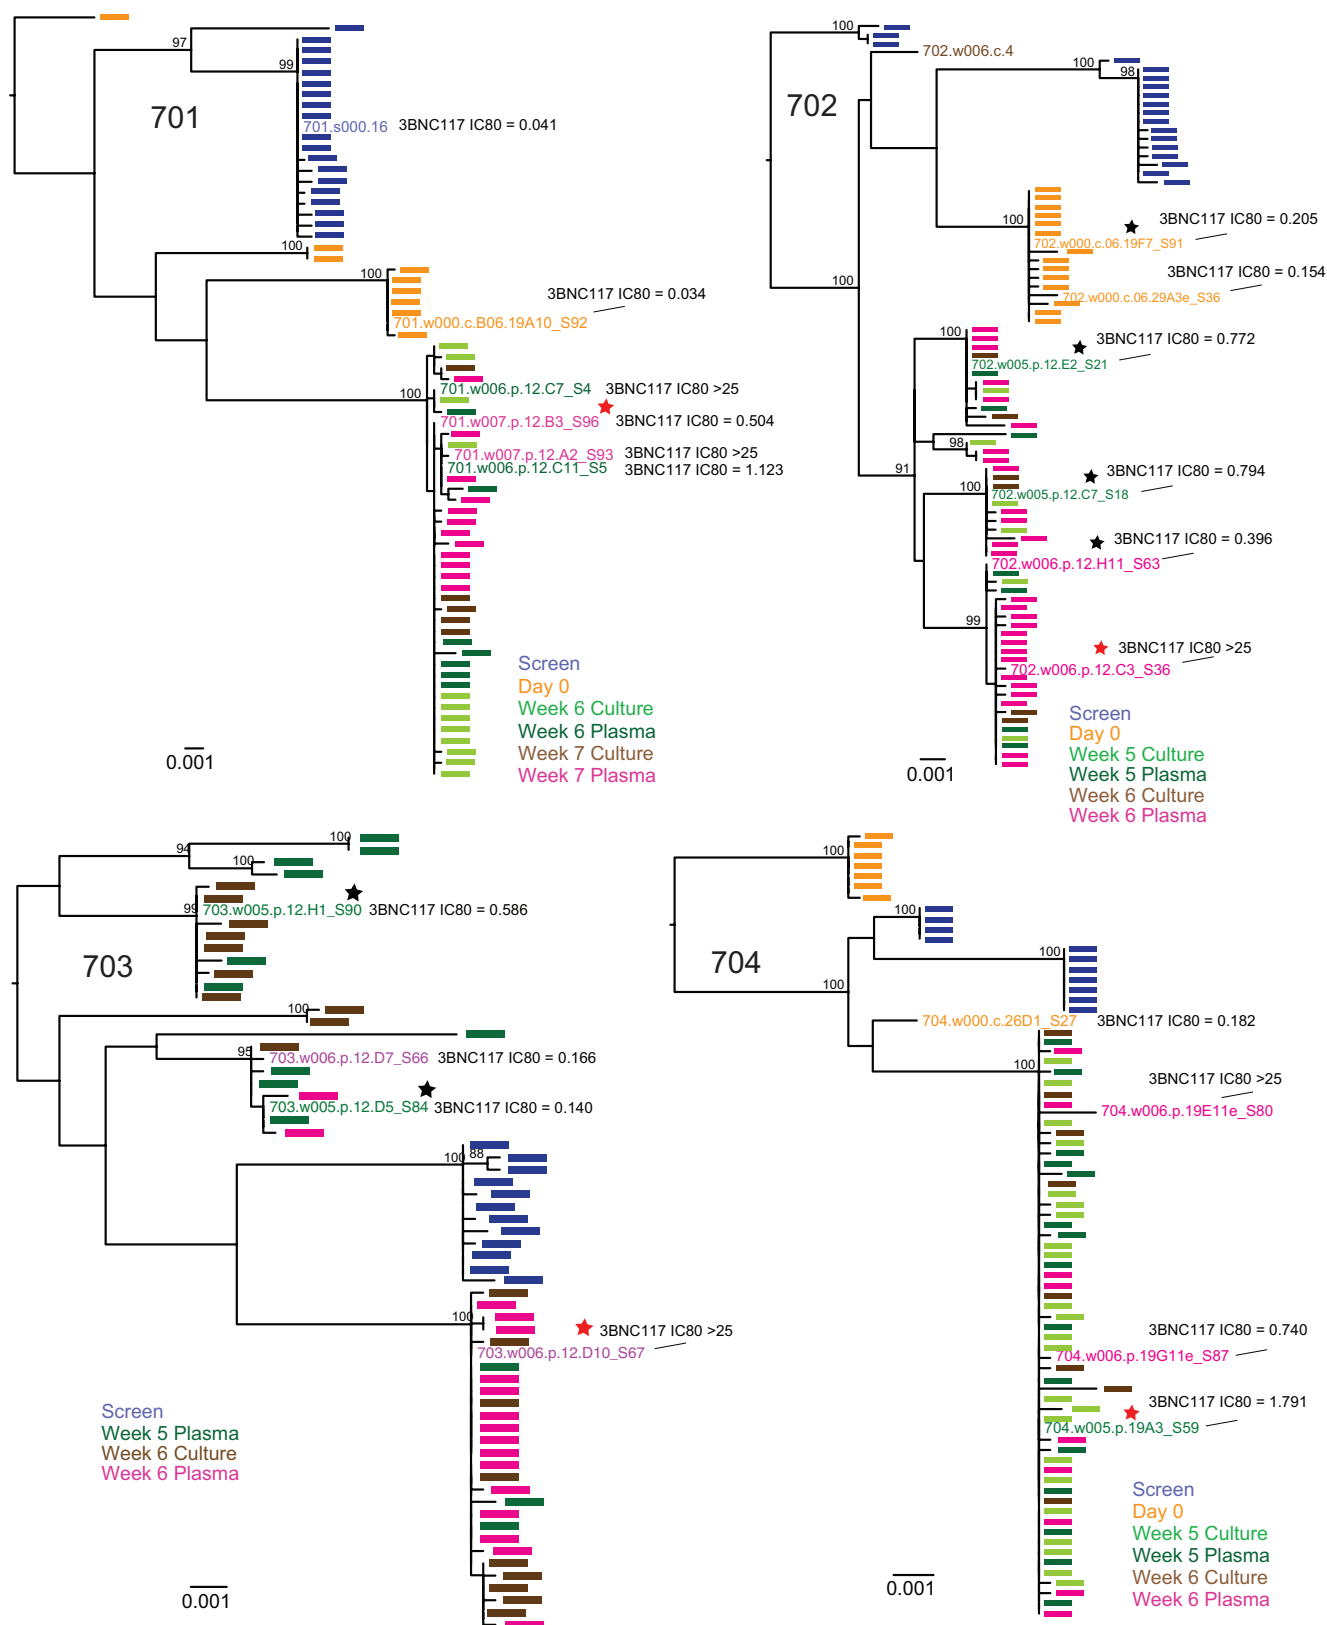 97
99
701
701.s000.16 3BNC117 IC80 = 0.041
100
100
3BNC117 IC80 = 0.034
701.w000.c.B06.19A10_S92
100
701.w006.p.12.C7_S4 3BNC117 IC80 >25
701.w007.p.12.B3_S96 3BNC117 IC80 = 0.504
701.w007.p.12.A2_S93 3BNC117 IC80 >25
701.w006.p.12.C11_S5 3BNC117 IC80 = 1.123
Screen
Day 0
Week 6 Culture
Week 6 Plasma
Week 7 Culture
Week 7 Plasma
0.001
100
702.w006.c.4
100
98
702
100
3BNC117 IC80 = 0.205
702.w000.c.06.19F7_S91
3BNC117 IC80 = 0.154
702.w000.c.06.29A3e_S36
100
100
3BNC117 IC80 = 0.772
702.w005.p.12.E2_S21
98
91
3BNC117 IC80 = 0.794
100
702.w005.p.12.C7_S18
3BNC117 IC80 = 0.396
702.w006.p.12.H11_S63
99
3BNC117 IC80 >25
702.w006.p.12.C3_S36
Screen
Day 0
Week 5 Culture
Week 5 Plasma
Week 6 Culture
Week 6 Plasma
0.001
100
94
100
99
703.w005.p.12.H1_S90 3BNC117 IC80 = 0.586
703
100
95
703.w006.p.12.D7_S66 3BNC117 IC80 = 0.166
703.w005.p.12.D5_S84 3BNC117 IC80 = 0.140
100
88
100
3BNC117 IC80 >25
703.w006.p.12.D10_S67
Screen
Week 5 Plasma
Week 6 Culture
Week 6 Plasma
0.001
100
100
100
704
100
704.w000.c.26D1_S27 3BNC117 IC80 = 0.182
100
3BNC117 IC80 >25
704.w006.p.19E11e_S80
3BNC117 IC80 = 0.740
704.w006.p.19G11e_S87
3BNC117 IC80 = 1.791
704.w005.p.19A3_S59
Screen
Day 0
Week 5 Culture
Week 5 Plasma
Week 6 Culture
Week 6 Plasma
0.001